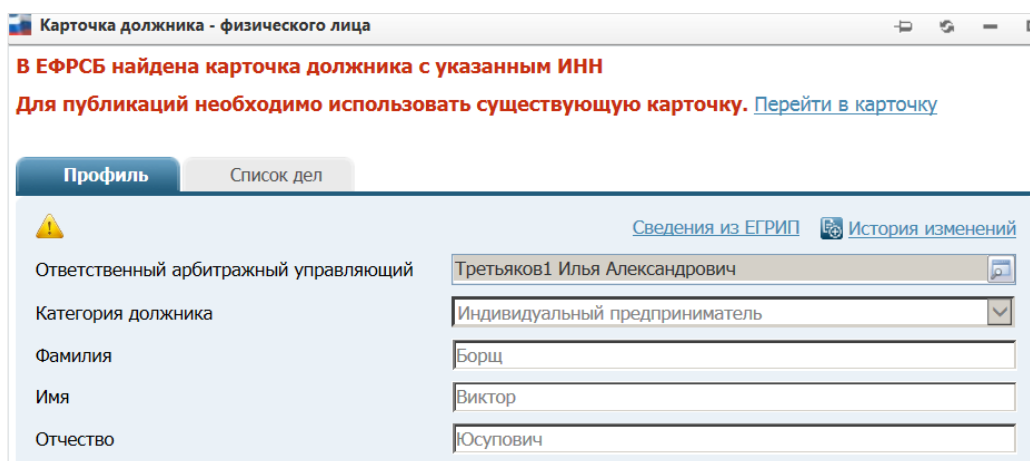 Карточка должника - физического лица
В ЕФРСБ найдена карточка должника с указанным ИНН
Для публикаций необходимо использовать существующую карточку. Перейти в карточку
Профиль Список дел
Сведения из ЕГРИП История изменений
Ответственный арбитражный управляющий Третьяков1 Илья Александрович
Категория должника Индивидуальный предприниматель
Фамилия Борщ
Имя Виктор
Отчество Юсупович